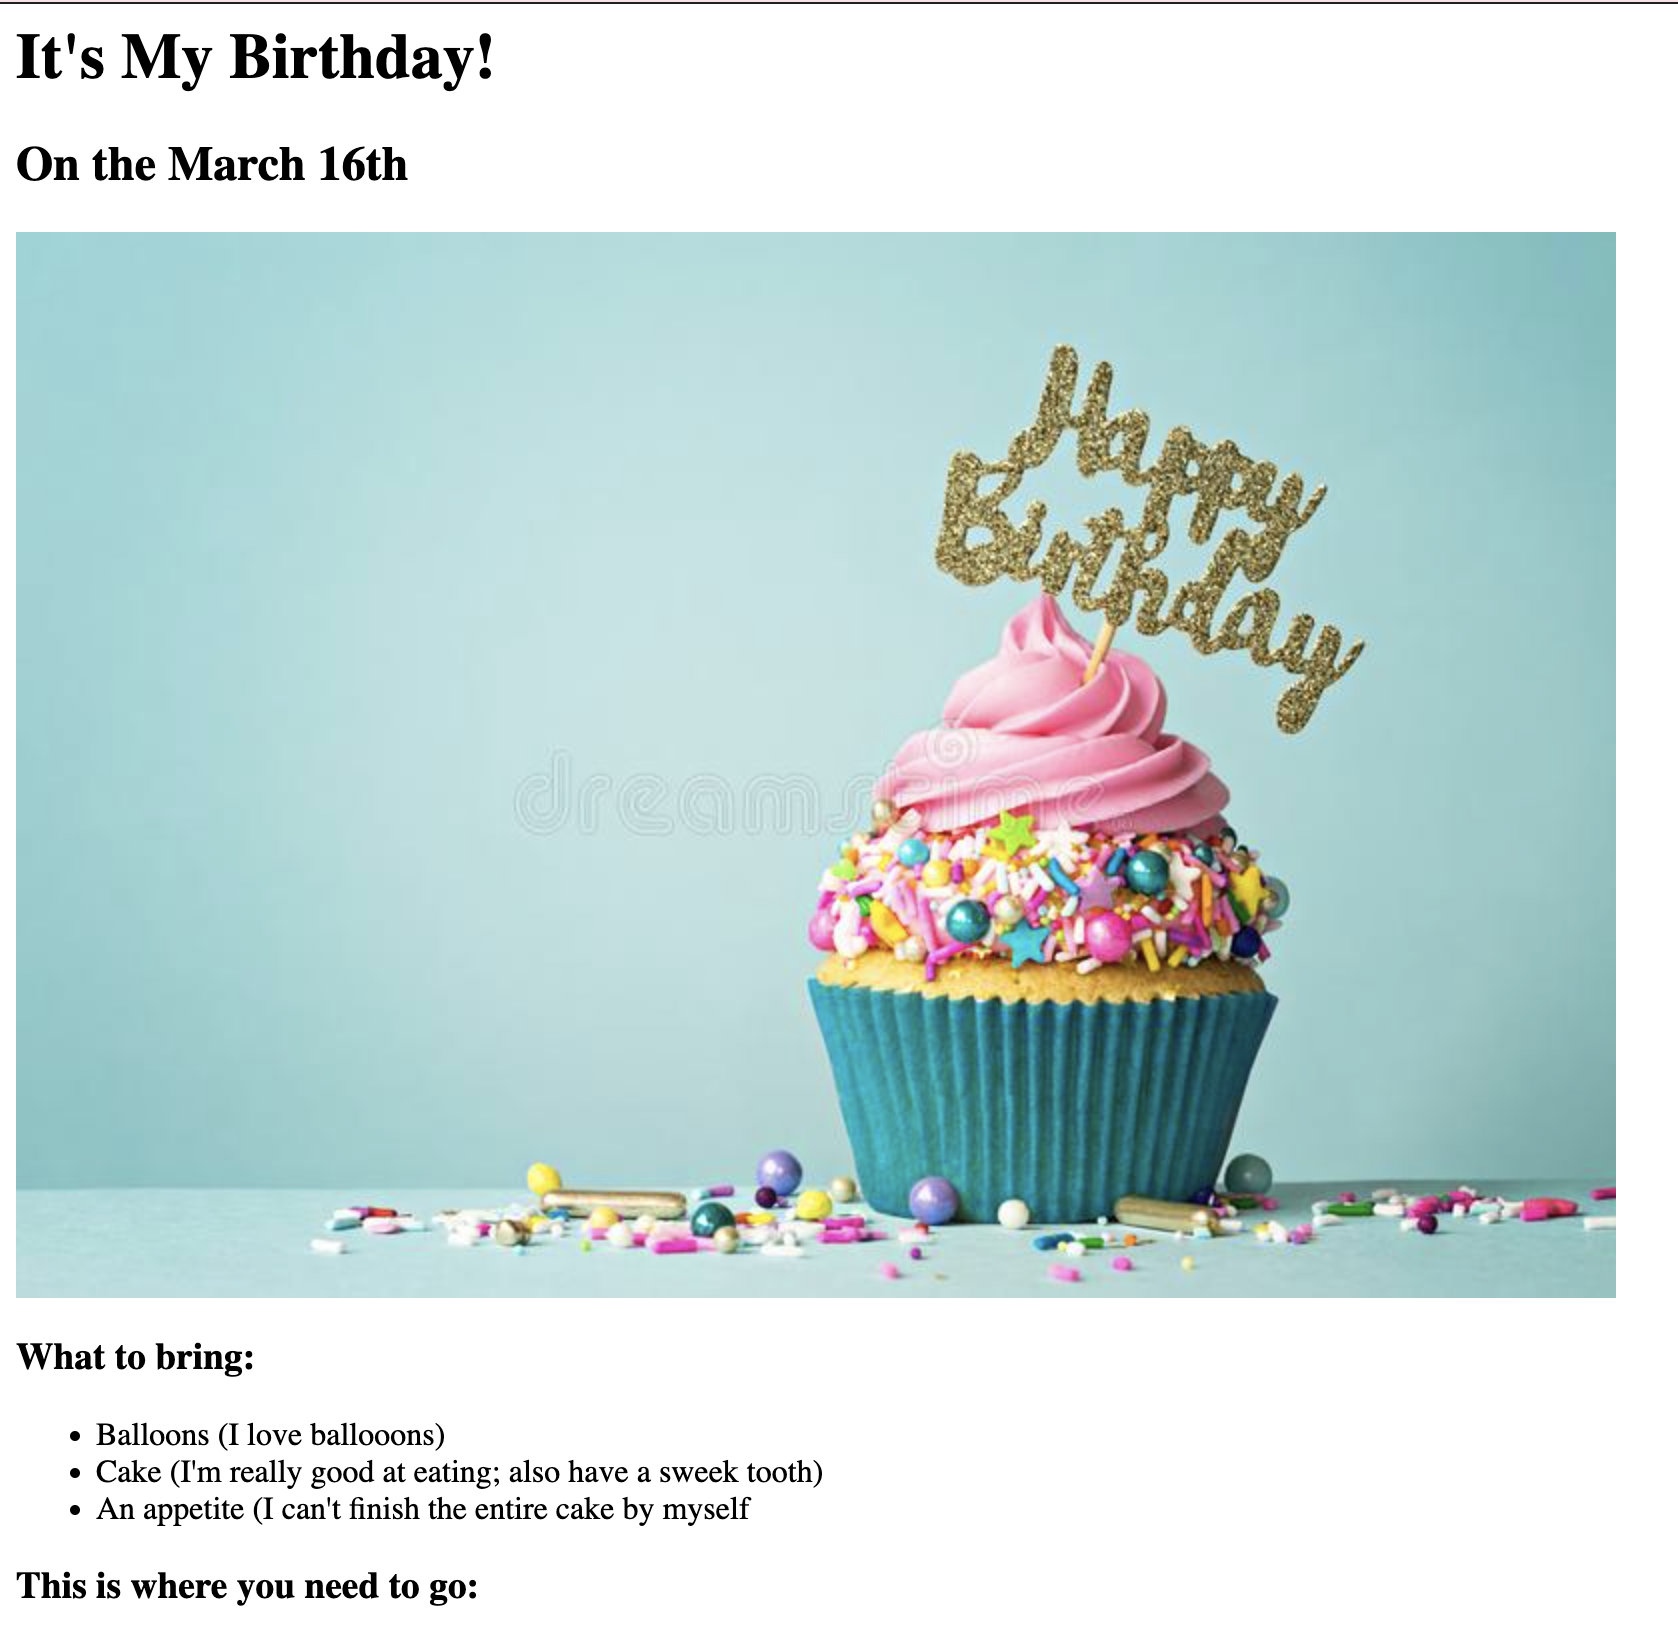 It's My Birthday!
On the March 16th
Happy
Birthday
dreamstime
What to bring:
Balloons (I love ballooons)
Cake (I'm really good at eating; also have a sweek tooth)
An appetite (I can't finish the entire cake by myself
This is where you need to go: